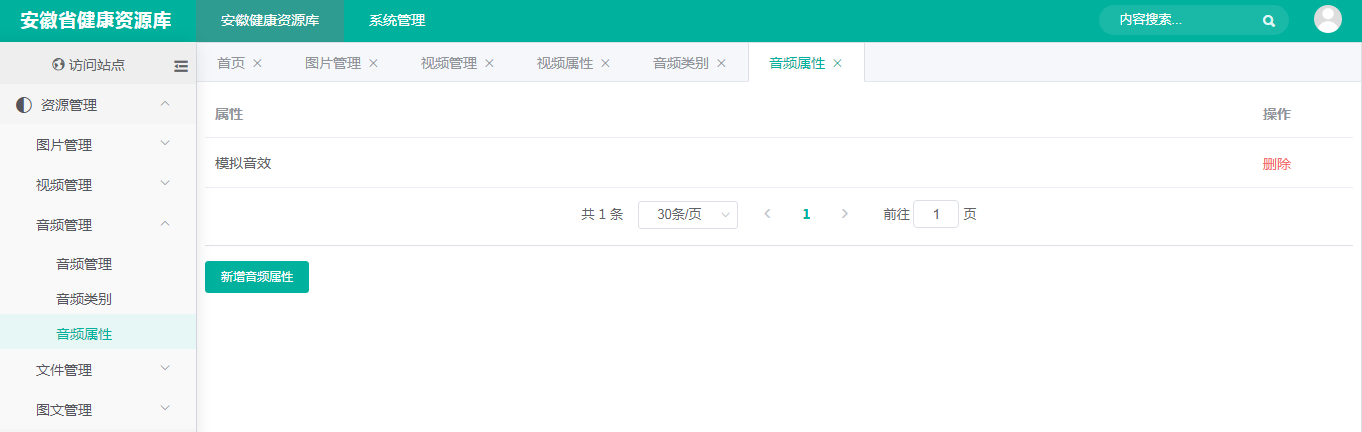 安徽省健康资源库
安徽健康资源库
系统管理
内容搜索...
访问站点
首页
图片管理
视频管理
视频属性
音频类别
音频属性
资源管理
图片管理
视频管理
音频管理
音频管理
音频类别
音频属性
文件管理
图文管理
属性 操作
模拟音效 删除
共 1 条 30条/页 1 前往 1 页
新增音频属性